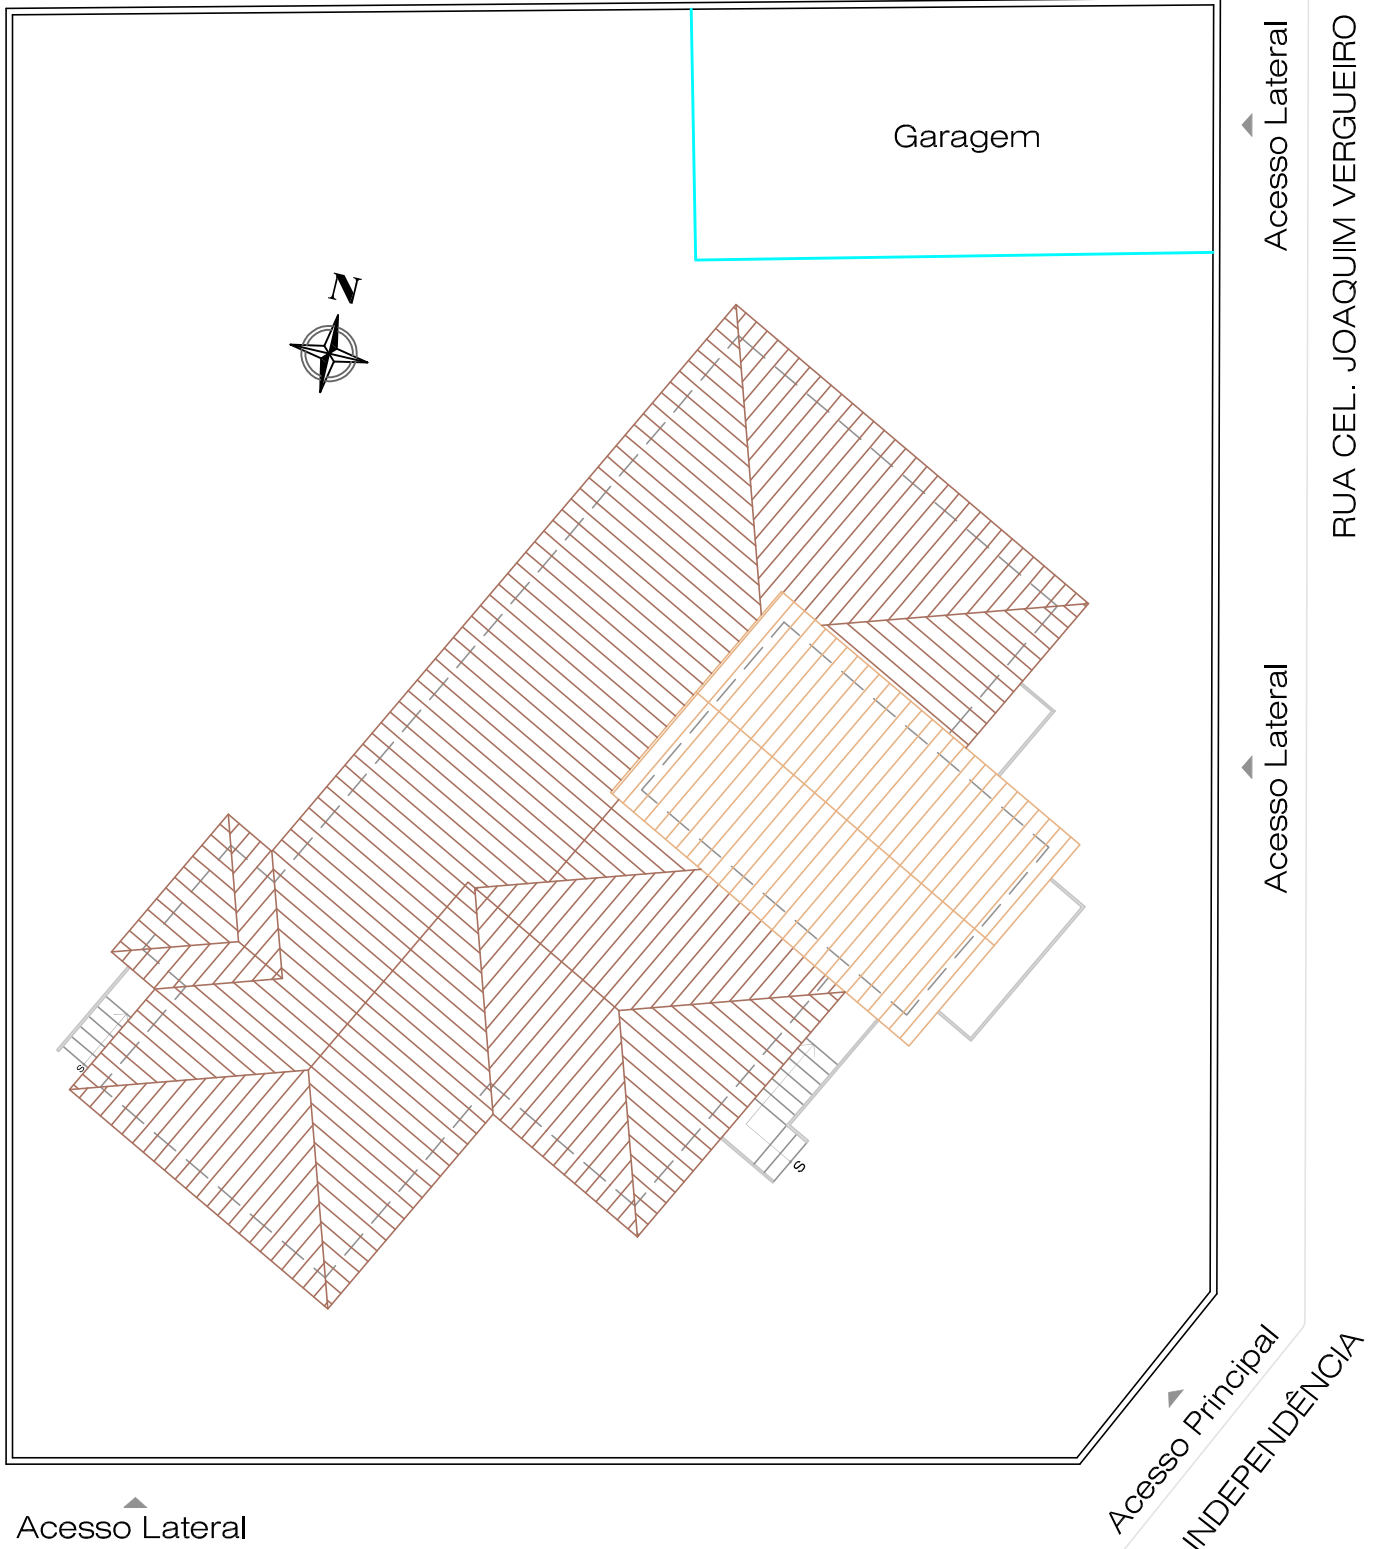 Garagem
Acesso Lateral
RUA CEL. JOAQUIM VERGUEIRO
N
Acesso Lateral
S
S
Acesso Principal
INDEPENDÊNCIA
Acesso Lateral